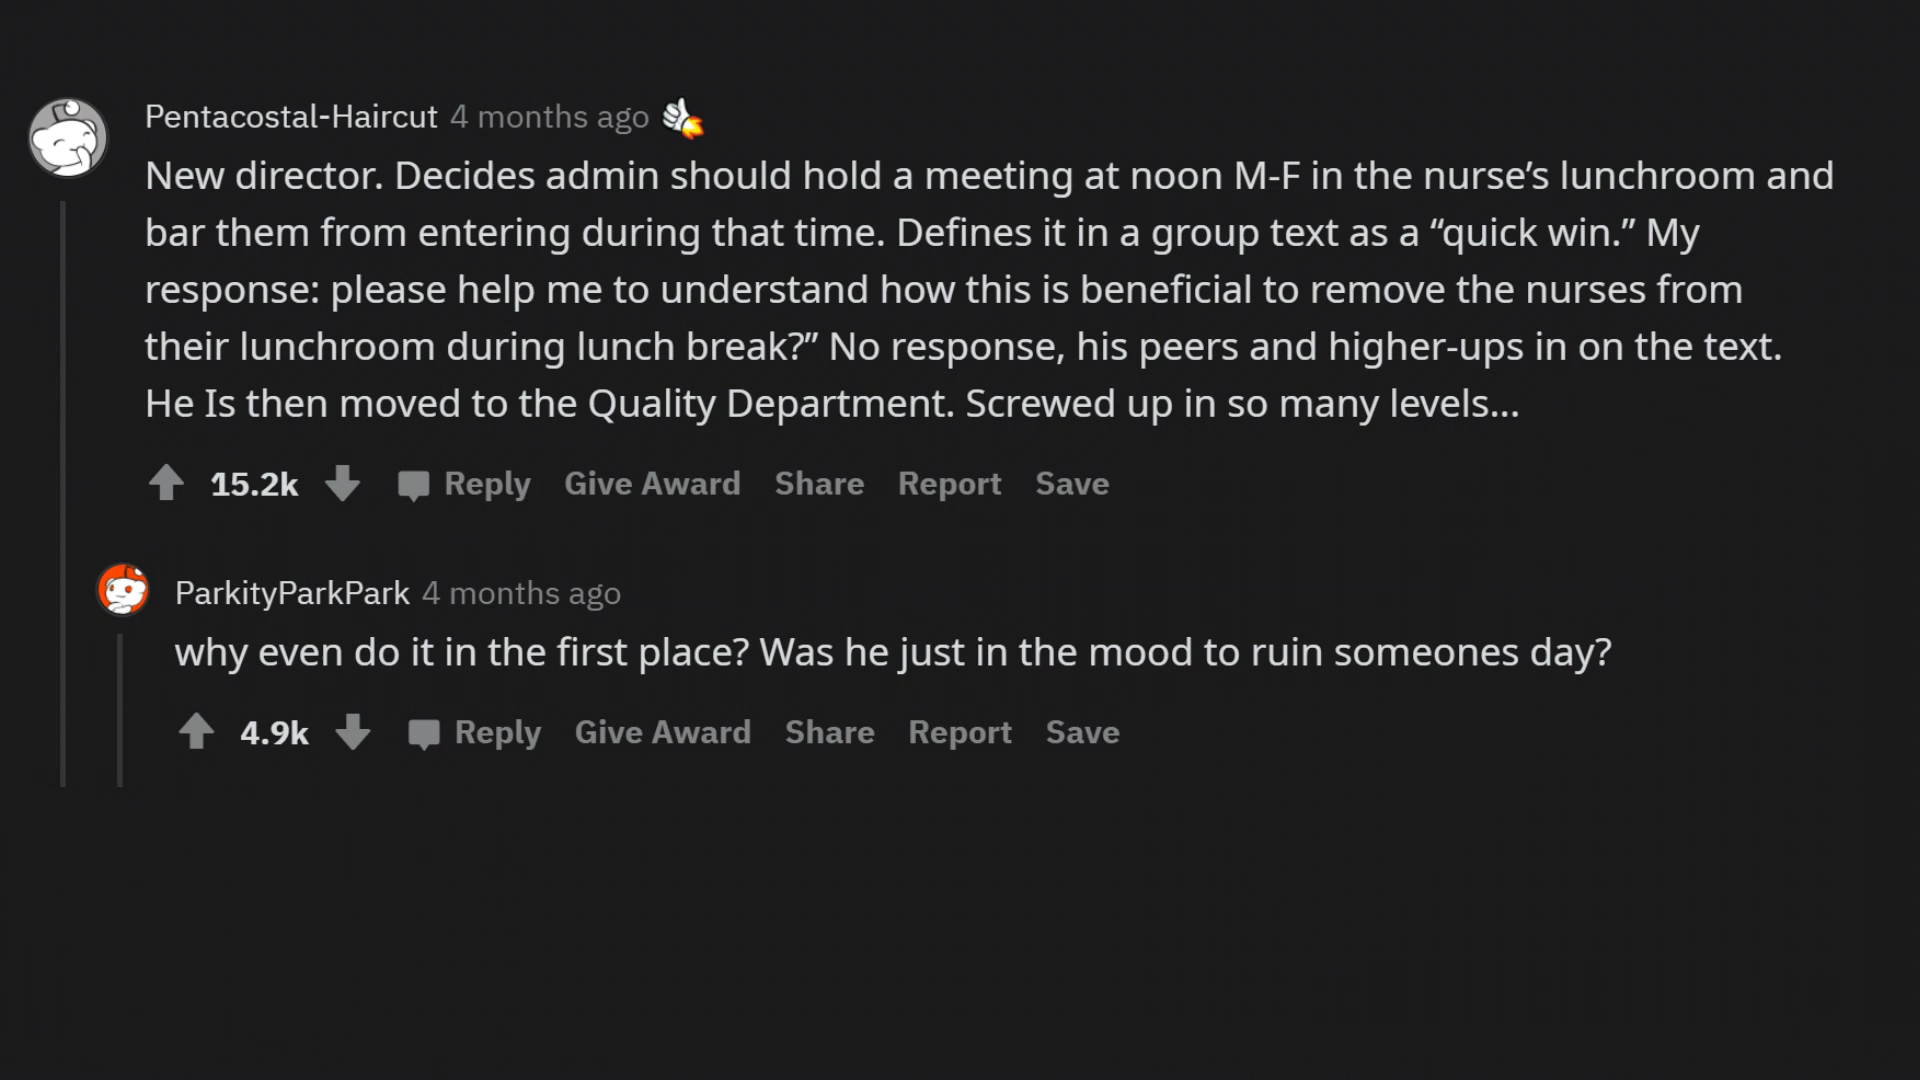 Pentacostal-Haircut 4 months ago
New director. Decides admin should hold a meeting at noon M-F in the nurse’s lunchroom and
bar them from entering during that time. Defines it in a group text as a “quick win.” My
response: please help me to understand how this is beneficial to remove the nurses from
their lunchroom during lunch break?” No response, his peers and higher-ups in on the text.
He Is then moved to the Quality Department. Screwed up in so many levels...
15.2k Reply Give Award Share Report Save
ParkityParkPark 4 months ago
why even do it in the first place? Was he just in the mood to ruin someones day?
4.9k Reply Give Award Share Report Save